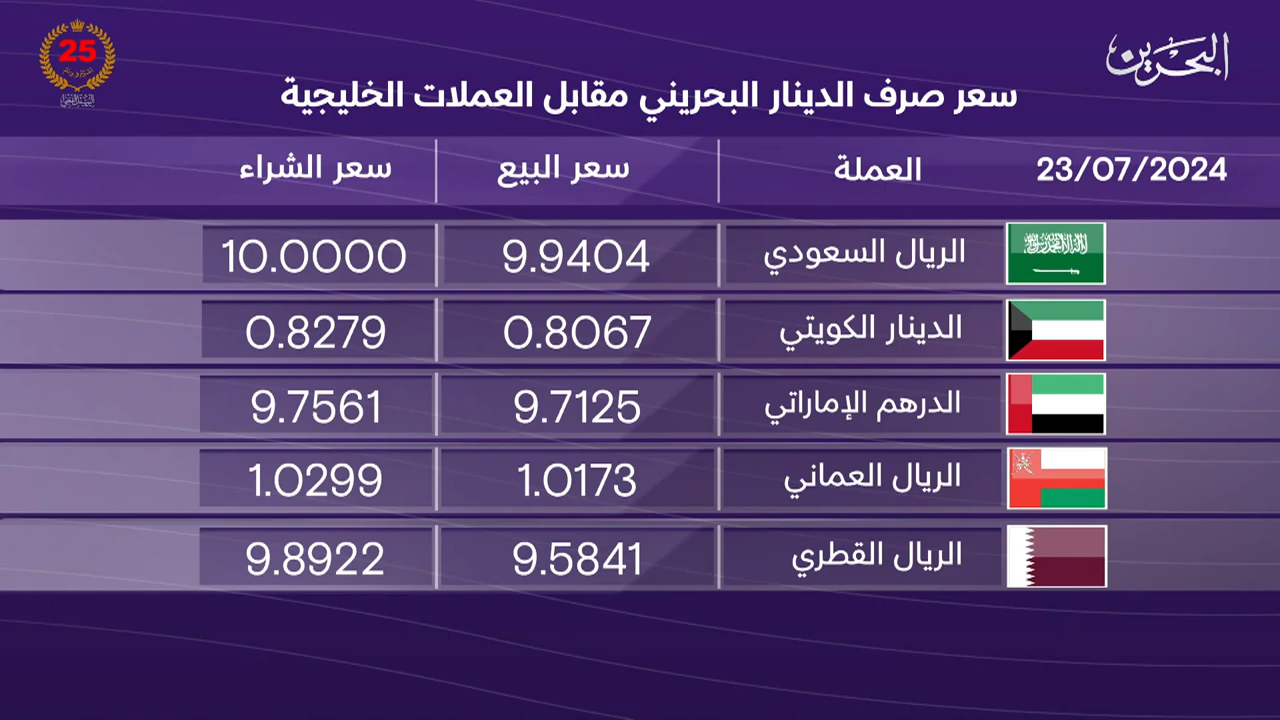 البحرين
25
سعر صرف الدينار البحريني مقابل العملات الخليجية
23/07/2024 العملة سعر البيع سعر الشراء
الريال السعودي 9.9404 10.0000
الدينار الكويتي 0.8067 0.8279
الدرهم الإماراتي 9.7125 9.7561
الريال العماني 1.0173 1.0299
الريال القطري 9.5841 9.8922